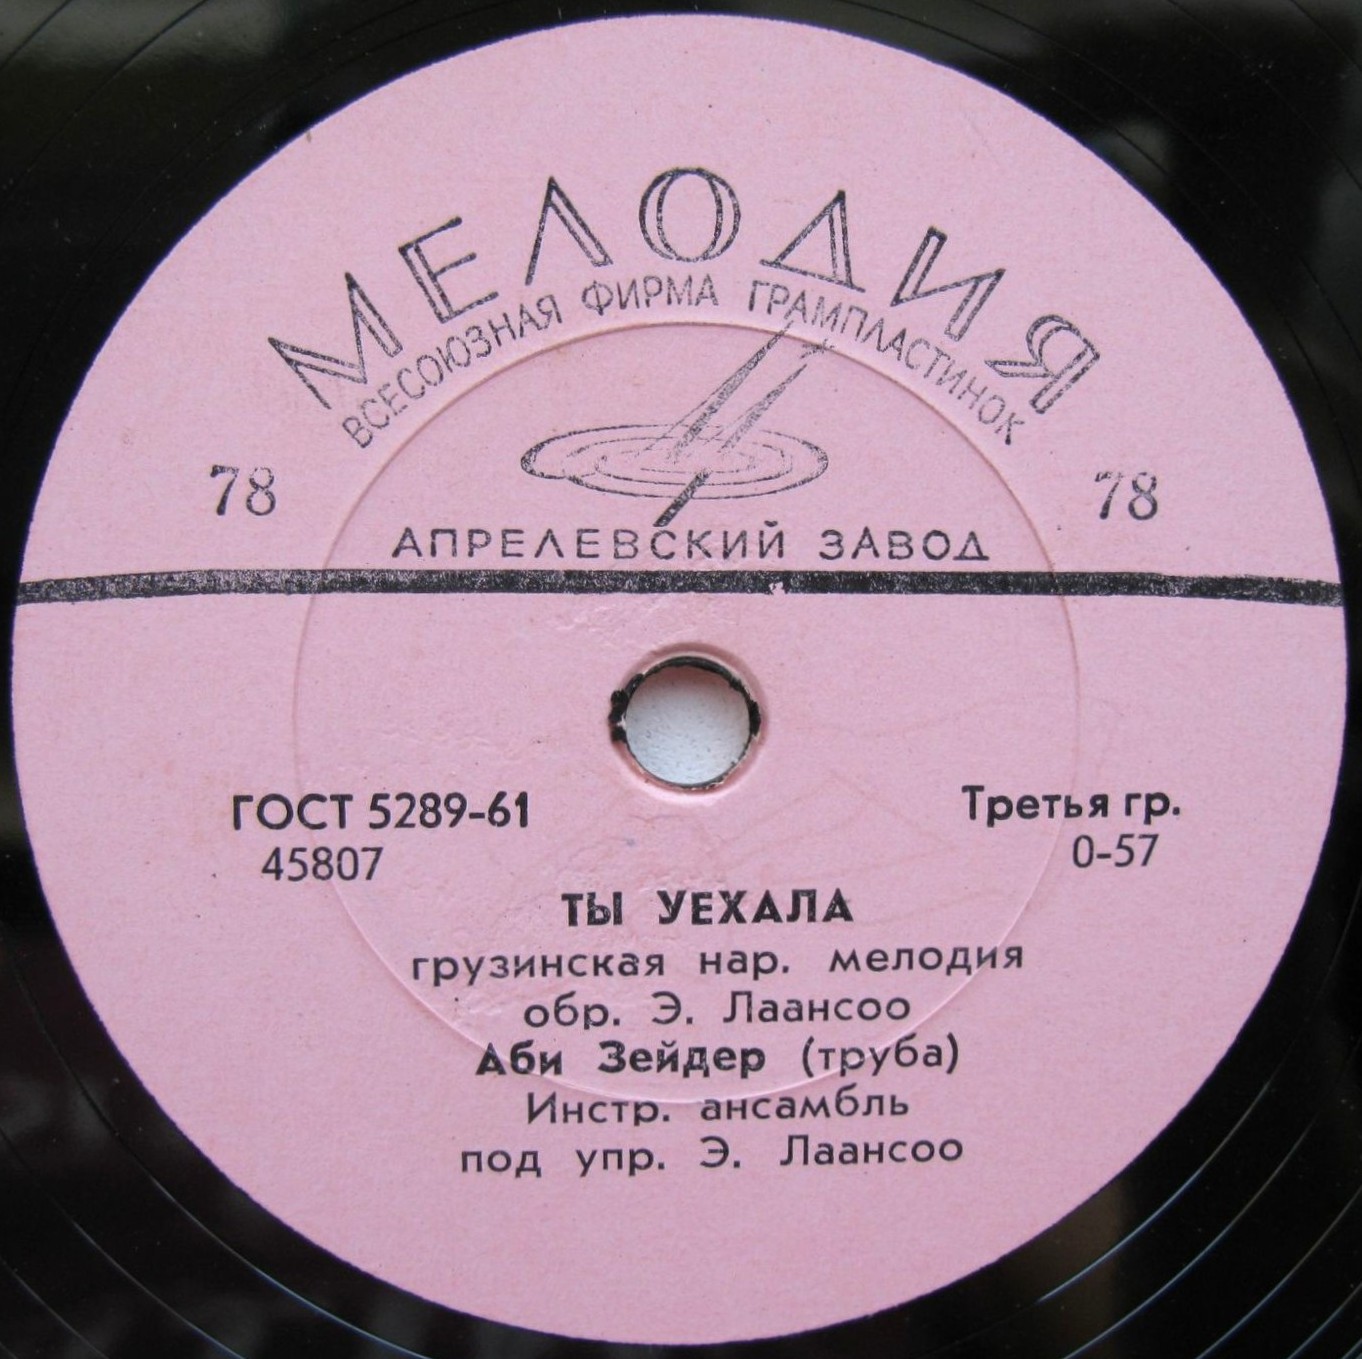 МЕЛОДИЯ
ВСЕСОЮЗНАЯ ФИРМА ГРАМПЛАСТИНОК
78 78
АПРЕЛЕВСКИЙ ЗАВОД
ГОСТ 5289-61 Третья гр.
45807 0-57
ТЫ УЕХАЛА
грузинская нар. мелодия
обр. Э. Лаансоо
Аби Зейдер (труба)
Инстр. ансамбль
под упр. Э. Лаансоо